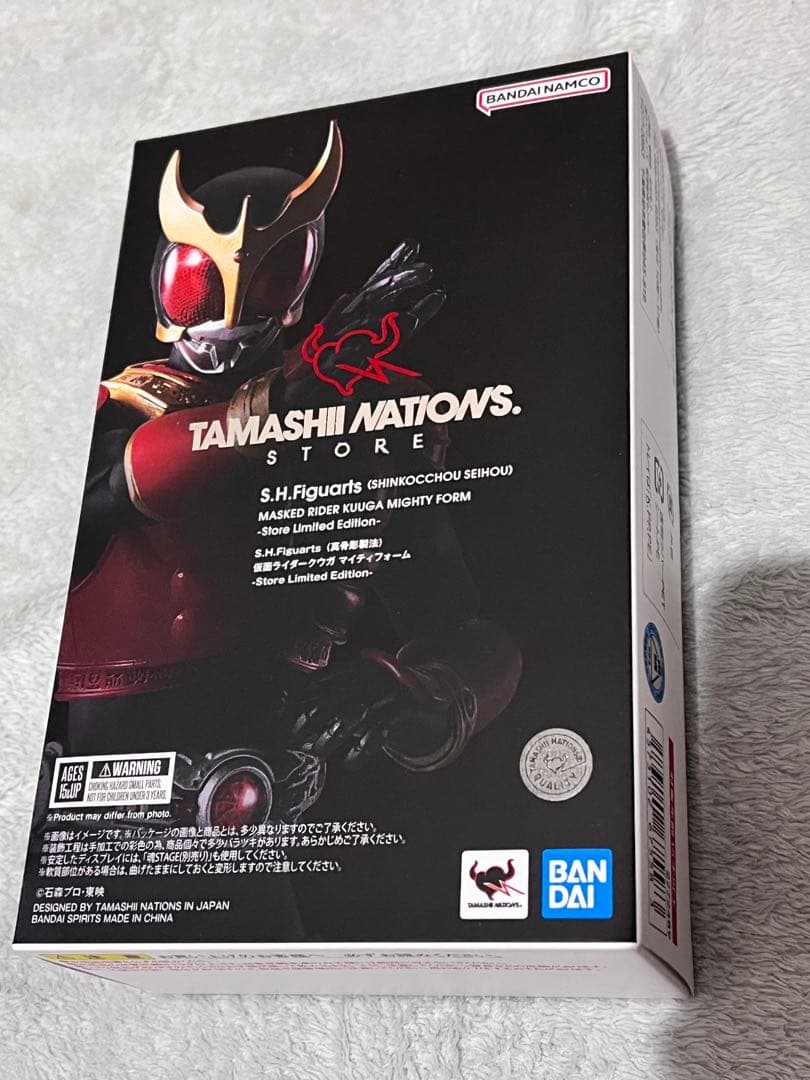 BANDAI NAMCO
TAMASHII NATIONS.
STORE
S.H.Figuarts (SHINKOCCHOU SEIHOU)
MASKED RIDER KUUGA MIGHTY FORM
-Store Limited Edition-
S.H.Figuarts (真骨彫製法)
仮面ライダークウガ マイティフォーム
-Store Limited Edition-
TAMASHII NATIONS
QUALITY
AGES
15&UP
WARNING
CHOKING HAZARD SMALL PARTS.
NOT FOR CHILDREN UNDER 3 YEARS.
※Product may differ from photo.
※画像はイメージです。※パッケージの画像と商品とは、多少異なりますのでご了承ください。
※装飾工程は手加工での彩色の為、商品個々で多少バラツキがあります。あらかじめご了承ください。
※安定したディスプレイには、「魂STAGE(別売り)」も使用してください。
※軟質部位がある場合は、曲げたままにしておくと変形しますので注意してください。
©石森プロ・東映
DESIGNED BY TAMASHII NATIONS IN JAPAN
BANDAI SPIRITS MADE IN CHINA
TAMASHII NATIONS.
BAN
DAI